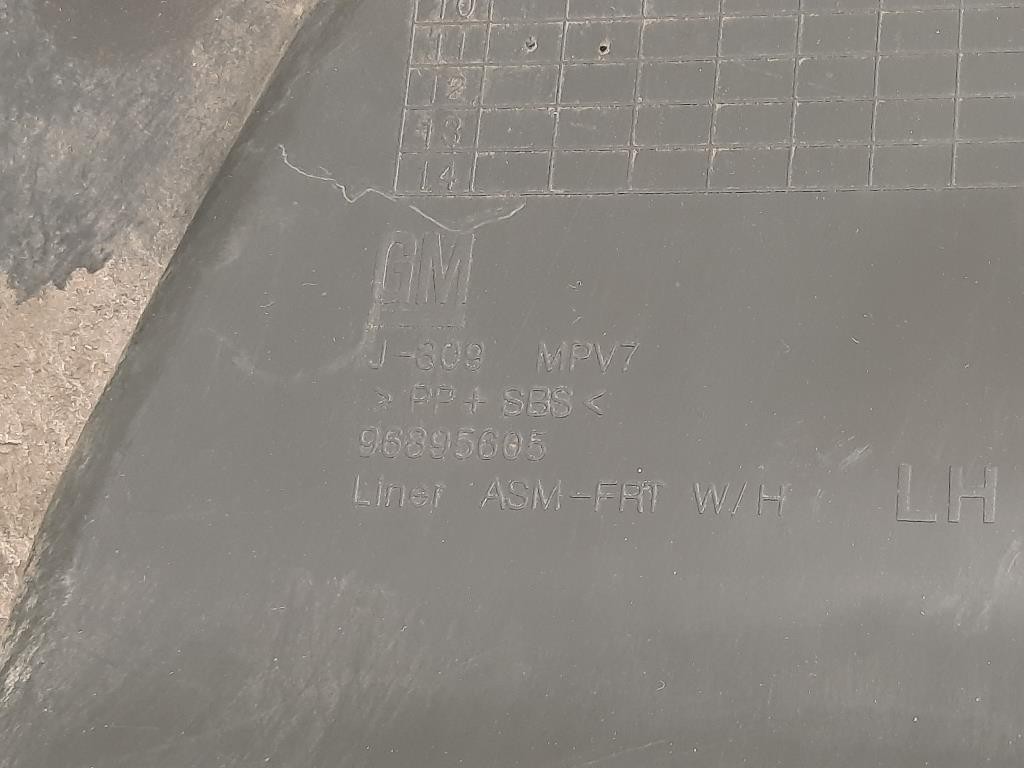 10
11
12
13
14
GM
J-309 MPV7
>PP+SBS<
96895605
Liner ASM-FRT W/H LH